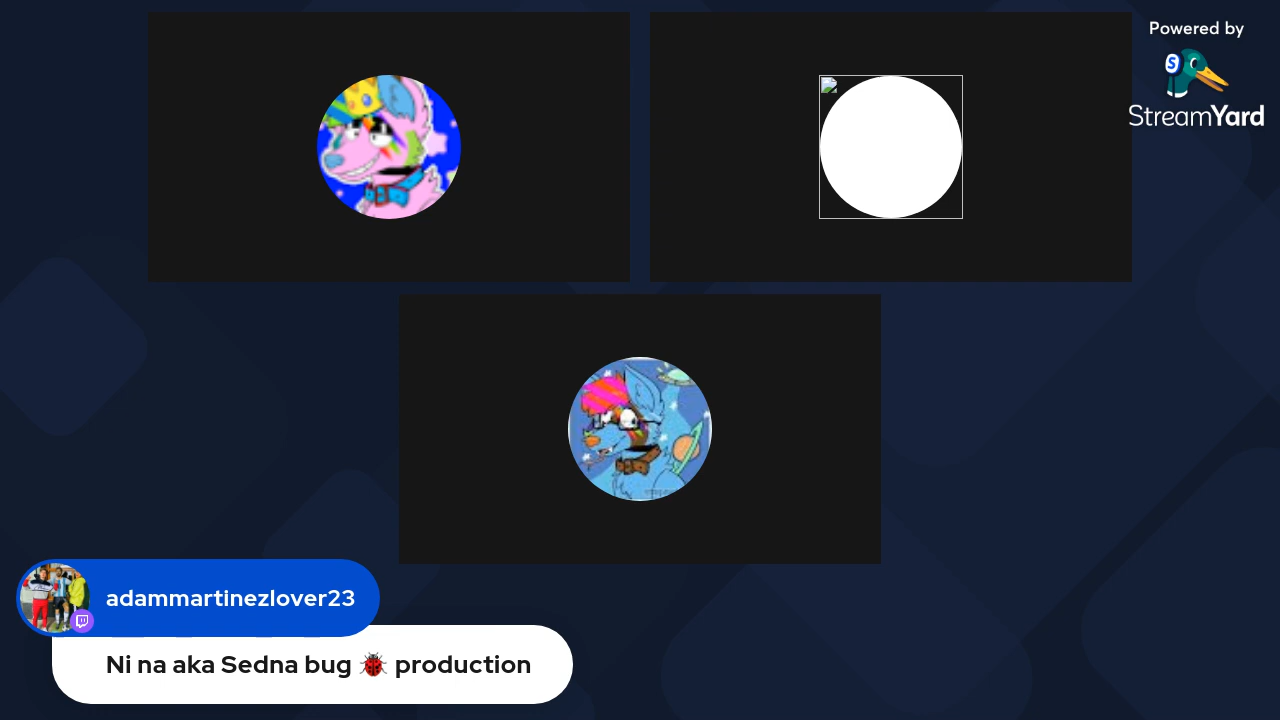 Powered by
S
StreamYard
adammartinezlover23
Ni na aka Sedna bug 🐞 production